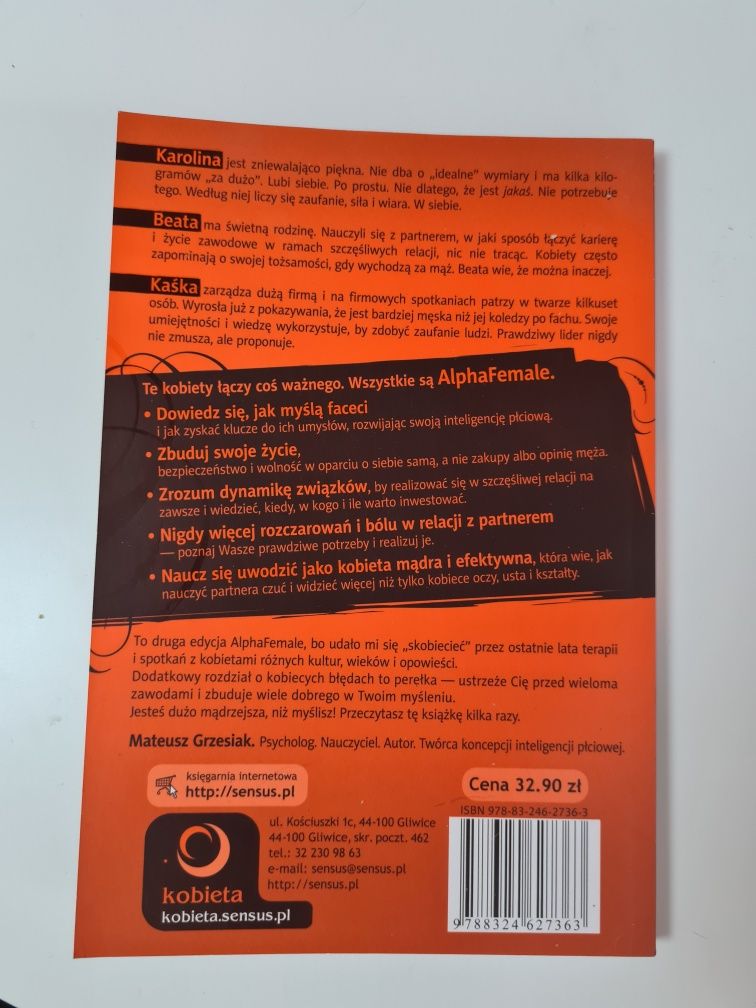 Karolina jest zniewalająco piękna. Nie dba o „idealne” wymiary i ma kilka kilo-
gramów „za dużo”. Lubi siebie. Po prostu. Nie dlatego, że jest jakaś. Nie potrzebuje
tego. Według niej liczy się zaufanie, siła i wiara. W siebie.
Beata ma świetną rodzinę. Nauczyli się z partnerem, w jaki sposób łączyć karierę
i życie zawodowe w ramach szczęśliwych relacji, nic nie tracąc. Kobiety często
zapominają o swojej tożsamości, gdy wychodzą za mąż. Beata wie, że można inaczej.
Kaśka zarządza dużą firmą i na firmowych spotkaniach patrzy w twarze kilkuset
osób. Wyrosła już z pokazywania, że jest bardziej męska niż jej koledzy po fachu. Swoje
umiejętności i wiedzę wykorzystuje, by zdobyć zaufanie ludzi. Prawdziwy lider nigdy
nie zmusza, ale proponuje.
Te kobiety łączy coś ważnego. Wszystkie są AlphaFemale.
• Dowiedz się, jak myślą faceci
i jak zyskać klucze do ich umysłów, rozwijając swoją inteligencję płciową.
• Zbuduj swoje życie,
bezpieczeństwo i wolność w oparciu o siebie samą, a nie zakupy albo opinię męża.
• Zrozum dynamikę związków, by realizować się w szczęśliwej relacji na
zawsze i wiedzieć, kiedy, w kogo i ile warto inwestować.
• Nigdy więcej rozczarowań i bólu w relacji z partnerem
— poznaj Wasze prawdziwe potrzeby i realizuj je.
• Naucz się uwodzić jako kobieta mądra i efektywna, która wie, jak
nauczyć partnera czuć i widzieć więcej niż tylko kobiece oczy, usta i kształty.
To druga edycja AlphaFemale, bo udało mi się „skobiecieć” przez ostatnie lata terapii
i spotkań z kobietami różnych kultur, wieków i opowieści.
Dodatkowy rozdział o kobiecych błędach to perełka — ustrzeże Cię przed wieloma
zawodami i zbuduje wiele dobrego w Twoim myśleniu.
Jesteś dużo mądrzejsza, niż myślisz! Przeczytasz tę książkę kilka razy.
Mateusz Grzesiak. Psycholog. Nauczyciel. Autor. Twórca koncepcji inteligencji płciowej.
księgarnia internetowa
http://sensus.pl
Cena 32.90 zł
ISBN 978-83-246-2736-3
ul. Kościuszki 1c, 44-100 Gliwice
44-100 Gliwice, skr. poczt. 462
tel.: 32 230 98 63
e-mail: sensus@sensus.pl
http://sensus.pl
kobieta
kobieta.sensus.pl
9 788324 627363